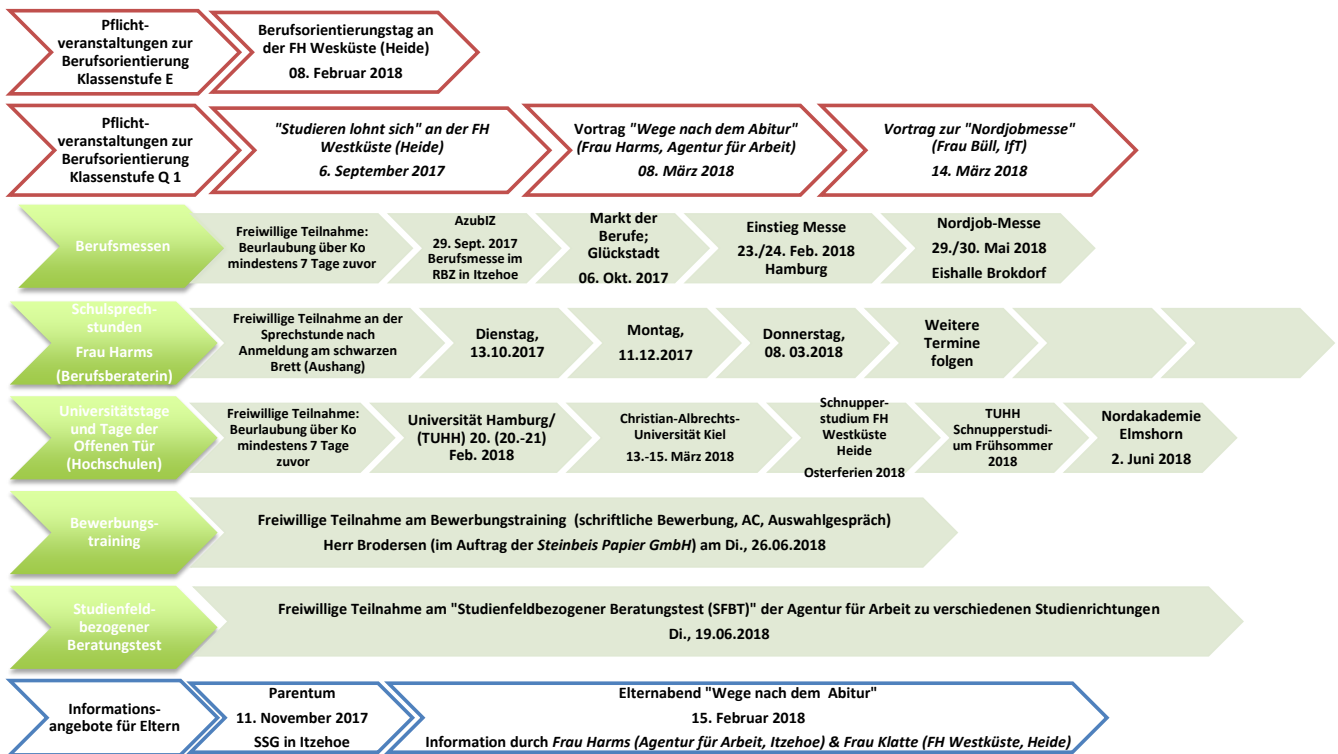 Pflicht-
veranstaltungen zur
Berufsorientierung
Klassenstufe E
Berufsorientierungstag an
der FH Wesküste (Heide)
08. Februar 2018
Pflicht-
veranstaltungen zur
Berufsorientierung
Klassenstufe Q 1
"Studieren lohnt sich" an der FH
Westküste (Heide)
6. September 2017
Vortrag "Wege nach dem Abitur"
(Frau Harms, Agentur für Arbeit)
08. März 2018
Vortrag zur "Nordjobmesse"
(Frau Büll, IfT)
14. März 2018
Berufsmessen
Freiwillige Teilnahme:
Beurlaubung über Ko
mindestens 7 Tage zuvor
AzubIZ
29. Sept. 2017
Berufsmesse im
RBZ in Itzehoe
Markt der
Berufe;
Glückstadt
06. Okt. 2017
Einstieg Messe
23./24. Feb. 2018
Hamburg
Nordjob-Messe
29./30. Mai 2018
Eishalle Brokdorf
Schulsprech-
stunden
Frau Harms
(Berufsberaterin)
Freiwillige Teilnahme an der
Sprechstunde nach
Anmeldung am schwarzen
Brett (Aushang)
Dienstag,
13.10.2017
Montag,
11.12.2017
Donnerstag,
08. 03.2018
Weitere
Termine
folgen
Universitätstage
und Tage der
Offenen Tür
(Hochschulen)
Freiwillige Teilnahme:
Beurlaubung über Ko
mindestens 7 Tage
zuvor
Universität Hamburg/
(TUHH) 20. (20.-21)
Feb. 2018
Christian-Albrechts-
Universität Kiel
13.-15. März 2018
Schnupper-
studium FH
Westküste
Heide
Osterferien 2018
TUHH
Schnupperstudi-
um Frühsommer
2018
Nordakademie
Elmshorn
2. Juni 2018
Bewerbungs-
training
Freiwillige Teilnahme am Bewerbungstraining (schriftliche Bewerbung, AC, Auswahlgespräch)
Herr Brodersen (im Auftrag der Steinbeis Papier GmbH) am Di., 26.06.2018
Studienfeld-
bezogener
Beratungstest
Freiwillige Teilnahme am "Studienfeldbezogener Beratungstest (SFBT)" der Agentur für Arbeit zu verschiedenen Studienrichtungen
Di., 19.06.2018
Informations-
angebote für Eltern
Parentum
11. November 2017
SSG in Itzehoe
Elternabend "Wege nach dem Abitur"
15. Februar 2018
Information durch Frau Harms (Agentur für Arbeit, Itzehoe) & Frau Klatte (FH Westküste, Heide)